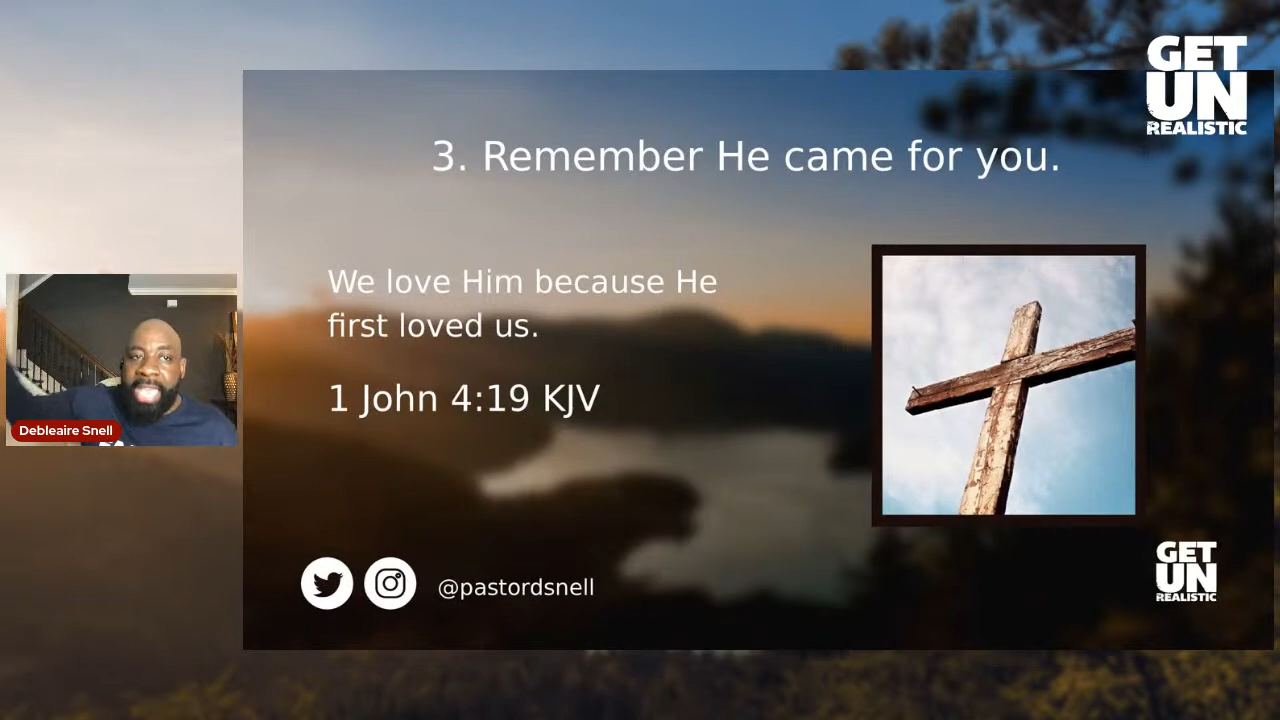 GET
UN
REALISTIC
3. Remember He came for you.
We love Him because He
first loved us.
1 John 4:19 KJV
Debleaire Snell
@pastordsnell
GET
UN
REALISTIC